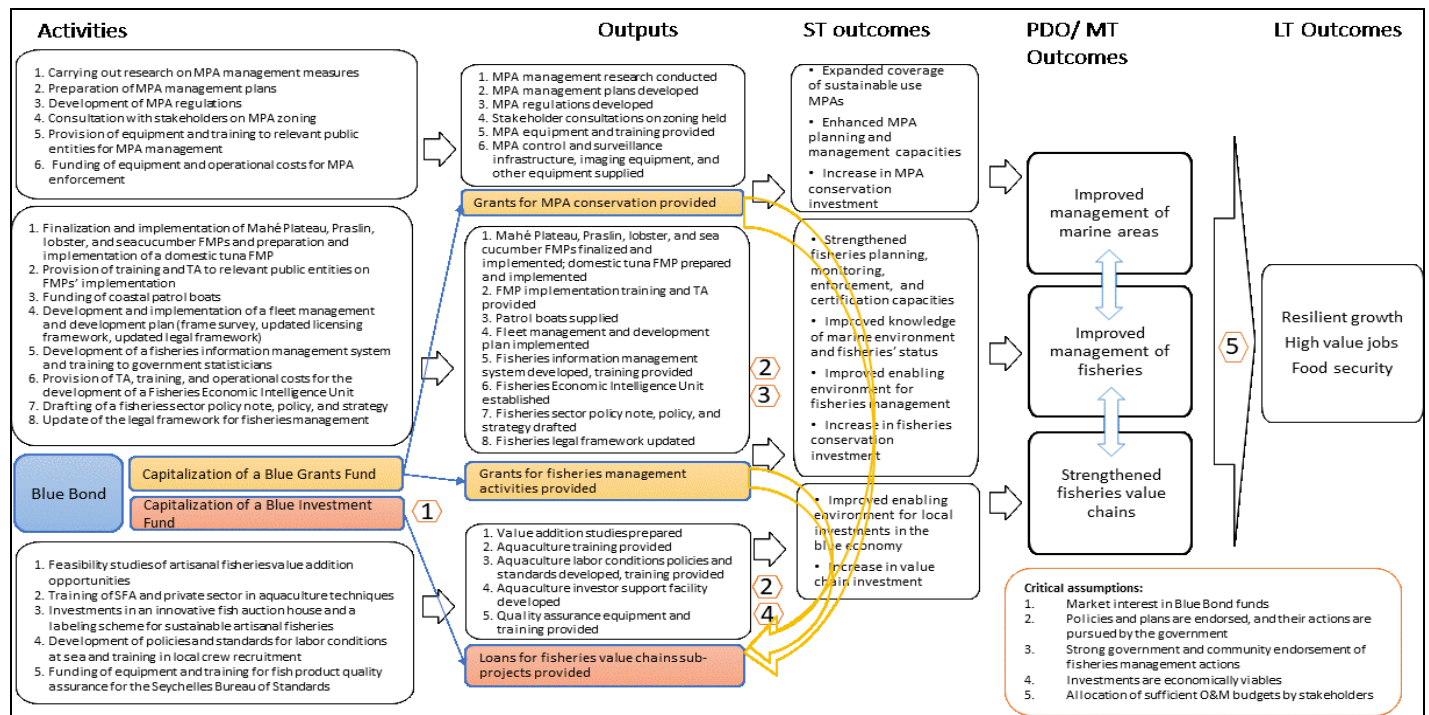 Activities
Outputs
ST outcomes
PDO/ MT
Outcomes
LT Outcomes
1. Carrying out research on MPA management measures
2. Preparation of MPA management plans
3. Development of MPA regulations
4. Consultation with stakeholders on MPA zoning
5. Provision of equipment and training to relevant public
entities for MPA management
6. Funding of equipment and operational costs for MPA
enforcement
1. Finalization and implementation of Mahé Plateau, Praslin,
lobster, and seacucumber FMPs and preparation and
implementation of a domestic tuna FMP
2. Provision of training and TA to relevant public entities on
FMPs' implementation
3. Funding of coastal patrol boats
4. Development and implementation of a fleet management
and development plan (frame survey, updated licensing
framework, updated legal framework)
5. Development of a fisheries information management system
and training to government statisticians
6. Provision of TA, training, and operational costs for the
development of a Fisheries Economic Intelligence Unit
7. Drafting of a fisheries sector policy note, policy, and strategy
8. Update of the legal framework for fisheries management
Blue Bond
Capitalization of a Blue Grants Fund
Capitalization of a Blue Investment
Fund
1
1. Feasibility studies of artisanal fisheries value addition
opportunities
2. Training of SFA and private sector in aquaculture techniques
3. Investments in an innovative fish auction house and a
labeling scheme for sustainable artisanal fisheries
4. Development of policies and standards for labor conditions
at sea and training in local crew recruitment
5. Funding of equipment and training for fish product quality
assurance for the Seychelles Bureau of Standards
1. MPA management research conducted
2. MPA management plans developed
3. MPA regulations developed
4. Stakeholder consultations on zoning held
5. MPA equipment and training provided
6. MPA control and surveillance
infrastructure, imaging equipment, and
other equipment supplied
Grants for MPA conservation provided
1. Mahé Plateau, Praslin, lobster, and sea
cucumber FMPs finalized and
implemented; domestic tuna FMP prepared
and implemented
2. FMP implementation training and TA
provided
3. Patrol boats supplied
4. Fleet management and development
plan implemented
5. Fisheries information management
system developed, training provided
6. Fisheries Economic Intelligence Unit
established
7. Fisheries sector policy note, policy, and
strategy drafted
8. Fisheries legal framework updated
2
3
Grants for fisheries management
activities provided
1. Value addition studies prepared
2. Aquaculture training provided
3. Aquaculture labor conditions policies and
standards developed, training provided
4. Aquaculture investor support facility
developed
5. Quality assurance equipment and
training provided
2
4
Loans for fisheries value chains sub-
projects provided
• Expanded coverage
of sustainable use
MPAs
• Enhanced MPA
planning and
management capacities
• Increase in MPA
conservation
investment
• Strengthened
fisheries planning,
monitoring,
enforcement, and
certification capacities
• Improved knowledge
of marine environment
and fisheries' status
• Improved enabling
environment for
fisheries management
• Increase in fisheries
conservation
investment
• Improved enabling
environment for local
investments in the
blue economy
• Increase in value
chain investment
Improved
management of
marine areas
Improved
management of
fisheries
Strengthened
fisheries value
chains
5
Resilient growth
High value jobs
Food security
Critical assumptions:
1. Market interest in Blue Bond funds
2. Policies and plans are endorsed, and their actions are
pursued by the government
3. Strong government and community endorsement of
fisheries management actions
4. Investments are economically viables
5. Allocation of sufficient O&M budgets by stakeholders